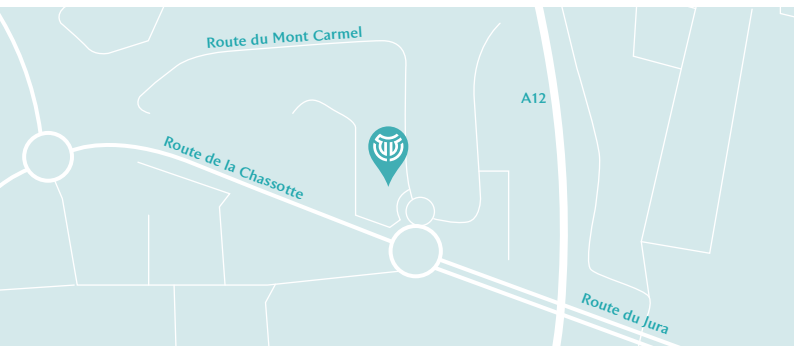 Route du Mont Carmel
A12
Route de la Chassotte
Route du Jura